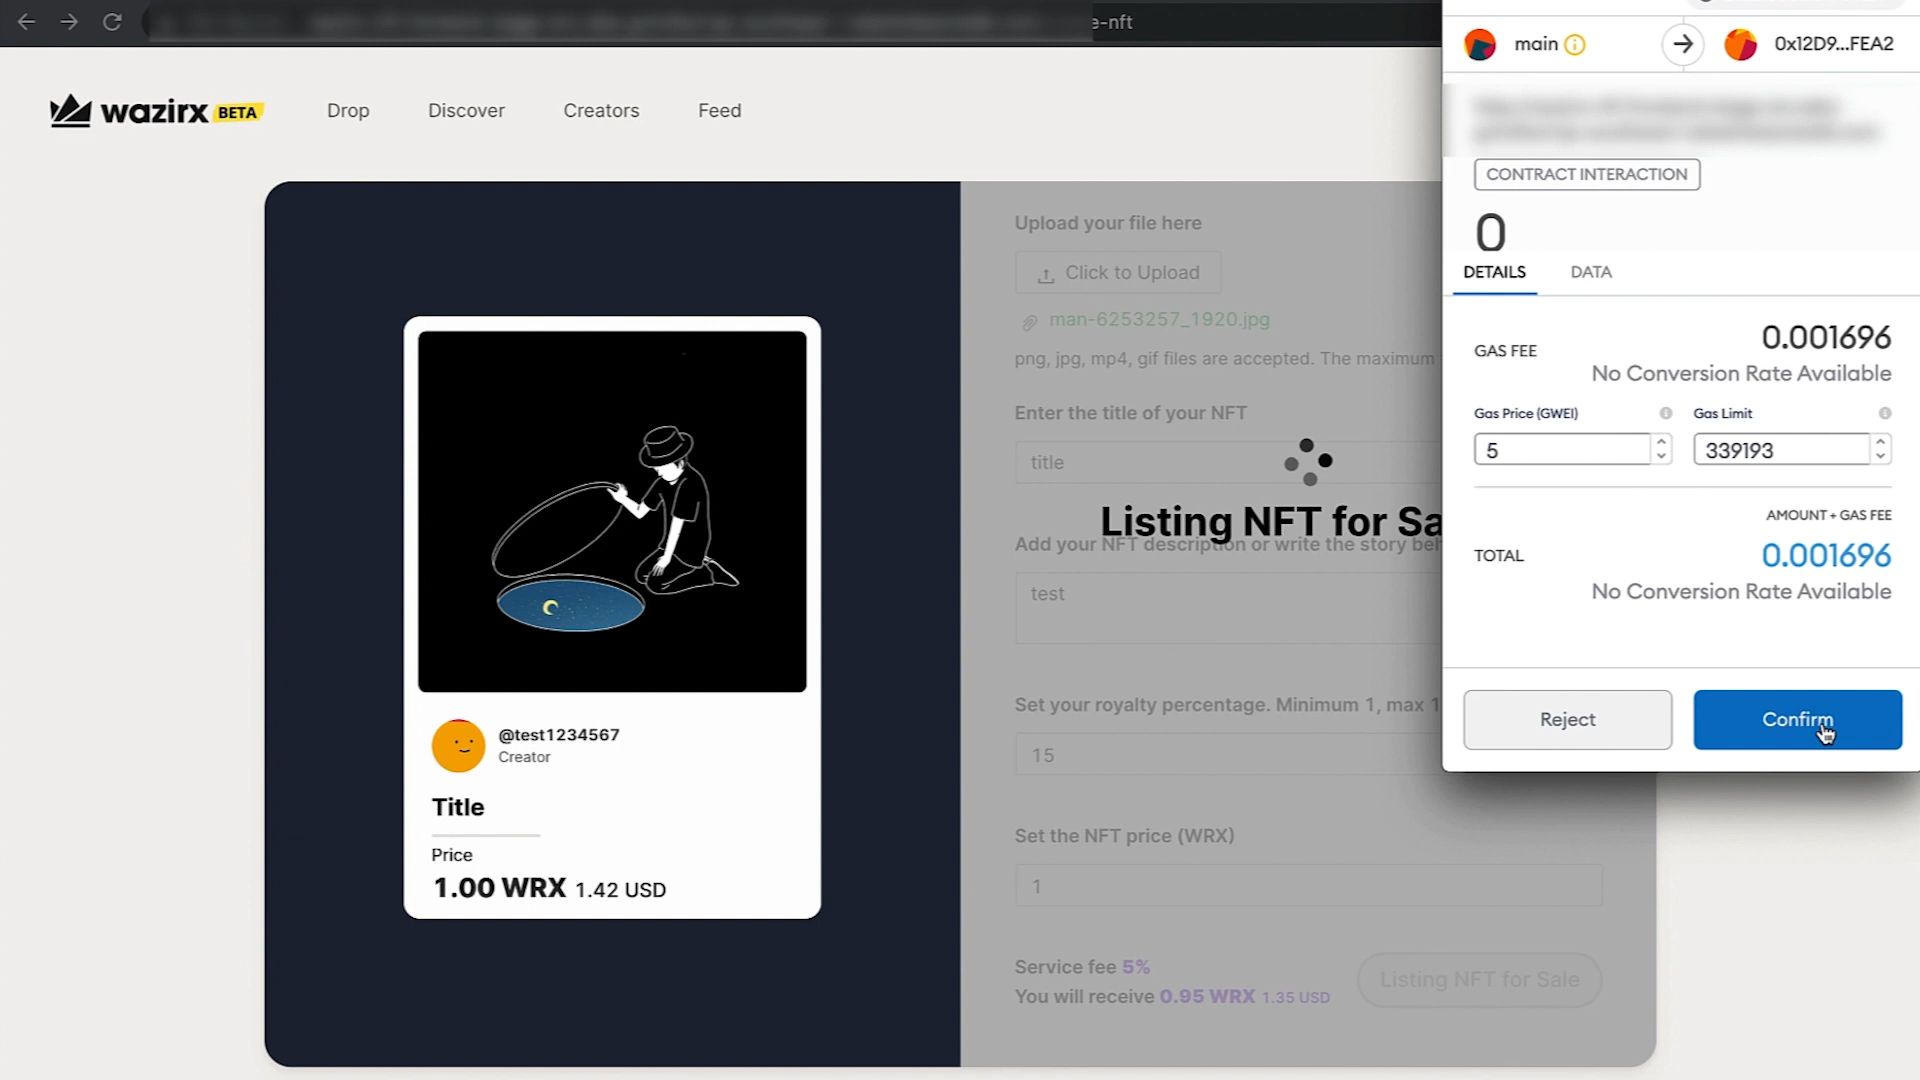 e-nft
wazirx BETA
Drop
Discover
Creators
Feed
@test1234567
Creator
Title
Price
1.00 WRX 1.42 USD
Upload your file here
Click to Upload
man-6253257_1920.jpg
png, jpg, mp4, gif files are accepted. The maximum
Enter the title of your NFT
title
Listing NFT for Sa
Add your NFT description or write the story beh
test
Set your royalty percentage. Minimum 1, max 1
15
Set the NFT price (WRX)
1
Service fee 5%
You will receive 0.95 WRX 1.35 USD
Listing NFT for Sale
main
0x12D9...FEA2
CONTRACT INTERACTION
0
DETAILS
DATA
GAS FEE
0.001696
No Conversion Rate Available
Gas Price (GWEI)
Gas Limit
5
339193
AMOUNT + GAS FEE
TOTAL
0.001696
No Conversion Rate Available
Reject
Confirm